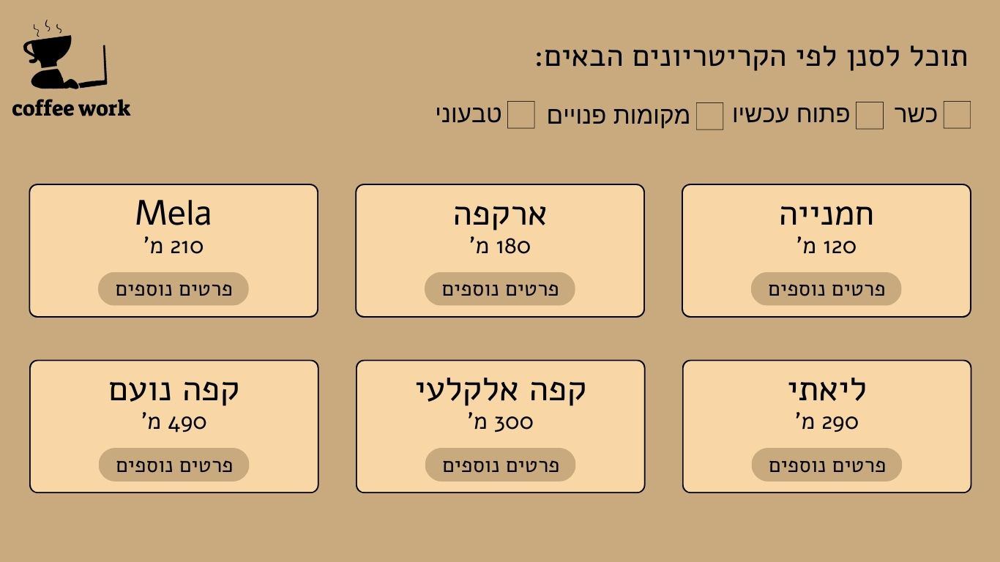 coffee work
תוכל לסנן לפי הקריטריונים הבאים:
כשר
פתוח עכשיו
מקומות פנויים
טבעוני
חמנייה
120 מ'
פרטים נוספים
ארקפה
180 מ'
פרטים נוספים
Mela
210 מ'
פרטים נוספים
ליאתי
290 מ'
פרטים נוספים
קפה אלקלעי
300 מ'
פרטים נוספים
קפה נועם
490 מ'
פרטים נוספים